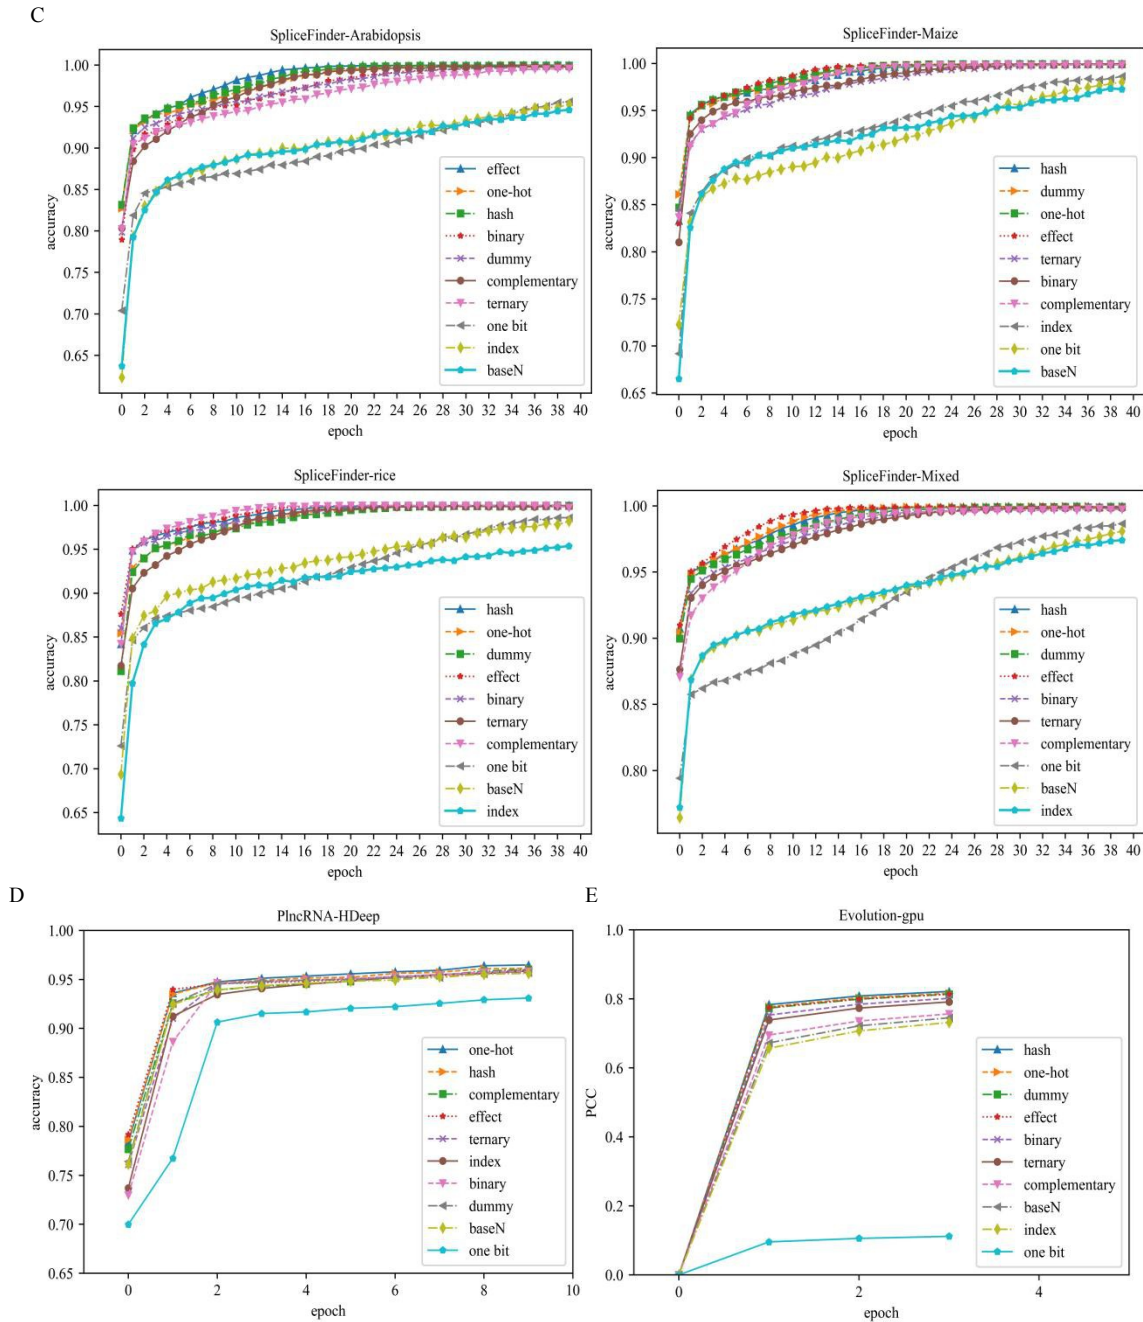 C
SpliceFinder-Arabidopsis
1.00
0.95
0.90
0.85
0.80
0.75
0.70
0.65
accuracy
effect
one-hot
hash
binary
dummy
complementary
ternary
one bit
index
baseN
0 2 4 6 8 10 12 14 16 18 20 22 24 26 28 30 32 34 36 38 40
epoch
SpliceFinder-Maize
1.00
0.95
0.90
0.85
0.80
0.75
0.70
0.65
accuracy
hash
dummy
one-hot
effect
ternary
binary
complementary
index
one bit
baseN
0 2 4 6 8 10 12 14 16 18 20 22 24 26 28 30 32 34 36 38 40
epoch
SpliceFinder-rice
1.00
0.95
0.90
0.85
0.80
0.75
0.70
0.65
accuracy
hash
one-hot
dummy
effect
binary
ternary
complementary
one bit
baseN
index
0 2 4 6 8 10 12 14 16 18 20 22 24 26 28 30 32 34 36 38 40
epoch
SpliceFinder-Mixed
1.00
0.95
0.90
0.85
0.80
accuracy
hash
one-hot
dummy
effect
binary
ternary
complementary
one bit
baseN
index
0 2 4 6 8 10 12 14 16 18 20 22 24 26 28 30 32 34 36 38 40
epoch
D
PlncRNA-HDeep
1.00
0.95
0.90
0.85
0.80
0.75
0.70
0.65
accuracy
one-hot
hash
complementary
effect
ternary
index
binary
dummy
baseN
one bit
0 2 4 6 8 10
epoch
E
Evolution-gpu
1.0
0.8
0.6
0.4
0.2
0.0
PCC
hash
one-hot
dummy
effect
binary
ternary
complementary
baseN
index
one bit
0 2 4
epoch